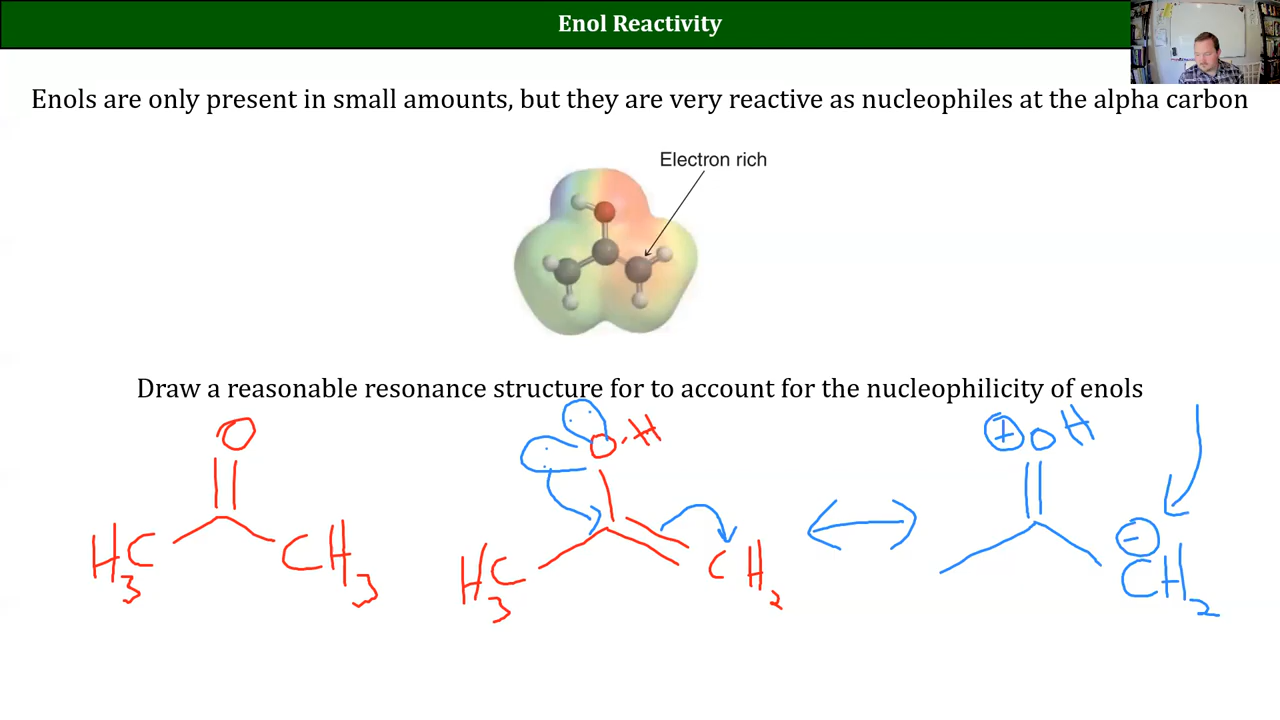 Enol Reactivity
Enols are only present in small amounts, but they are very reactive as nucleophiles at the alpha carbon
Electron rich
Draw a reasonable resonance structure for to account for the nucleophilicity of enols
O
H3C
CH3
O-H
H3C
CH2
+ OH
-
CH2